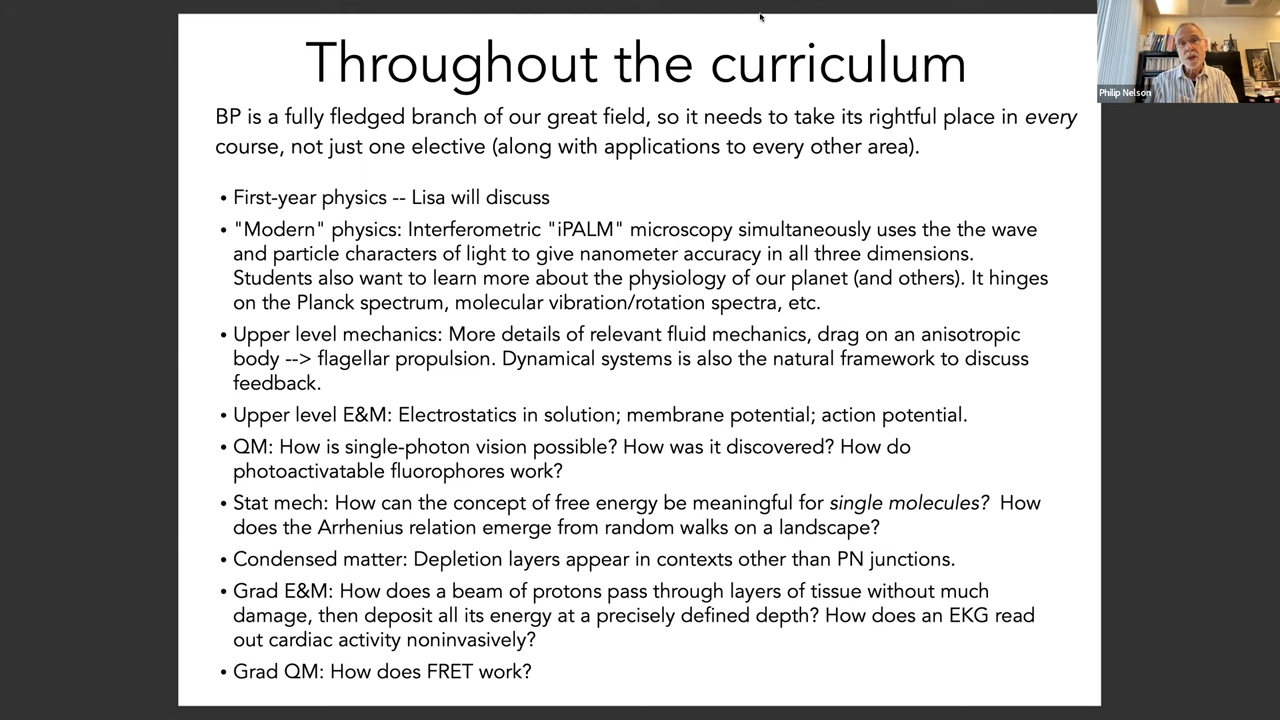 Throughout the curriculum
Philip Nelson
BP is a fully fledged branch of our great field, so it needs to take its rightful place in every
course, not just one elective (along with applications to every other area).
• First-year physics -- Lisa will discuss
• "Modern" physics: Interferometric "iPALM" microscopy simultaneously uses the the wave
and particle characters of light to give nanometer accuracy in all three dimensions.
Students also want to learn more about the physiology of our planet (and others). It hinges
on the Planck spectrum, molecular vibration/rotation spectra, etc.
• Upper level mechanics: More details of relevant fluid mechanics, drag on an anisotropic
body --> flagellar propulsion. Dynamical systems is also the natural framework to discuss
feedback.
• Upper level E&M: Electrostatics in solution; membrane potential; action potential.
• QM: How is single-photon vision possible? How was it discovered? How do
photoactivatable fluorophores work?
• Stat mech: How can the concept of free energy be meaningful for single molecules? How
does the Arrhenius relation emerge from random walks on a landscape?
• Condensed matter: Depletion layers appear in contexts other than PN junctions.
• Grad E&M: How does a beam of protons pass through layers of tissue without much
damage, then deposit all its energy at a precisely defined depth? How does an EKG read
out cardiac activity noninvasively?
• Grad QM: How does FRET work?